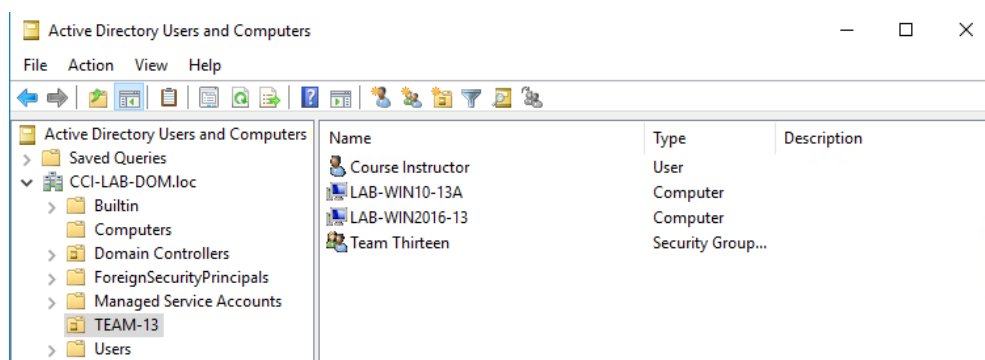 Active Directory Users and Computers
File Action View Help
Active Directory Users and Computers
Saved Queries
CCI-LAB-DOM.loc
Builtin
Computers
Domain Controllers
ForeignSecurityPrincipals
Managed Service Accounts
TEAM-13
Users
Name Type Description
Course Instructor User
LAB-WIN10-13A Computer
LAB-WIN2016-13 Computer
Team Thirteen Security Group...